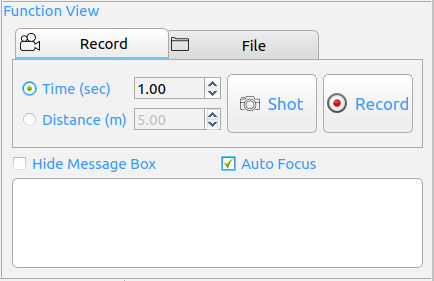 Function View
Record File
Time (sec) 1.00
Shot Record
Distance (m) 5.00
Hide Message Box Auto Focus